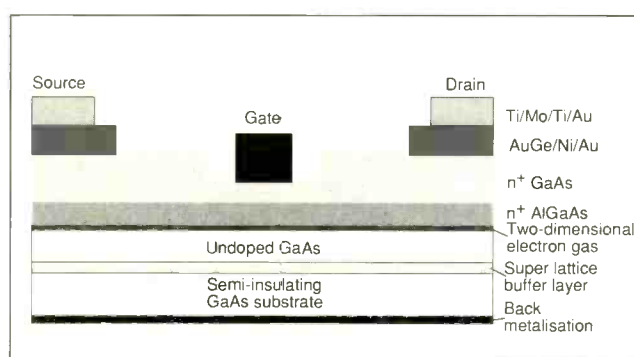 Source
Drain
Gate
Ti/Mo/Ti/Au
AuGe/Ni/Au
n+ GaAs
n+ AlGaAs
Two-dimensional
electron gas
Undoped GaAs
Super lattice
buffer layer
Semi-insulating
GaAs substrate
Back
metalisation